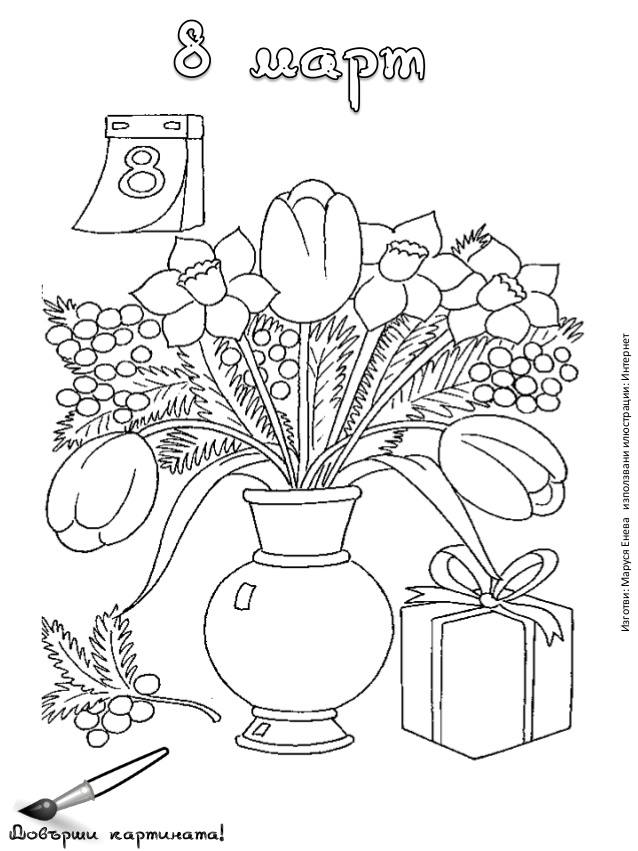 8 март
8
Изготви: Маруся Енева използвани илюстрации: Интернет
Довърши картината!